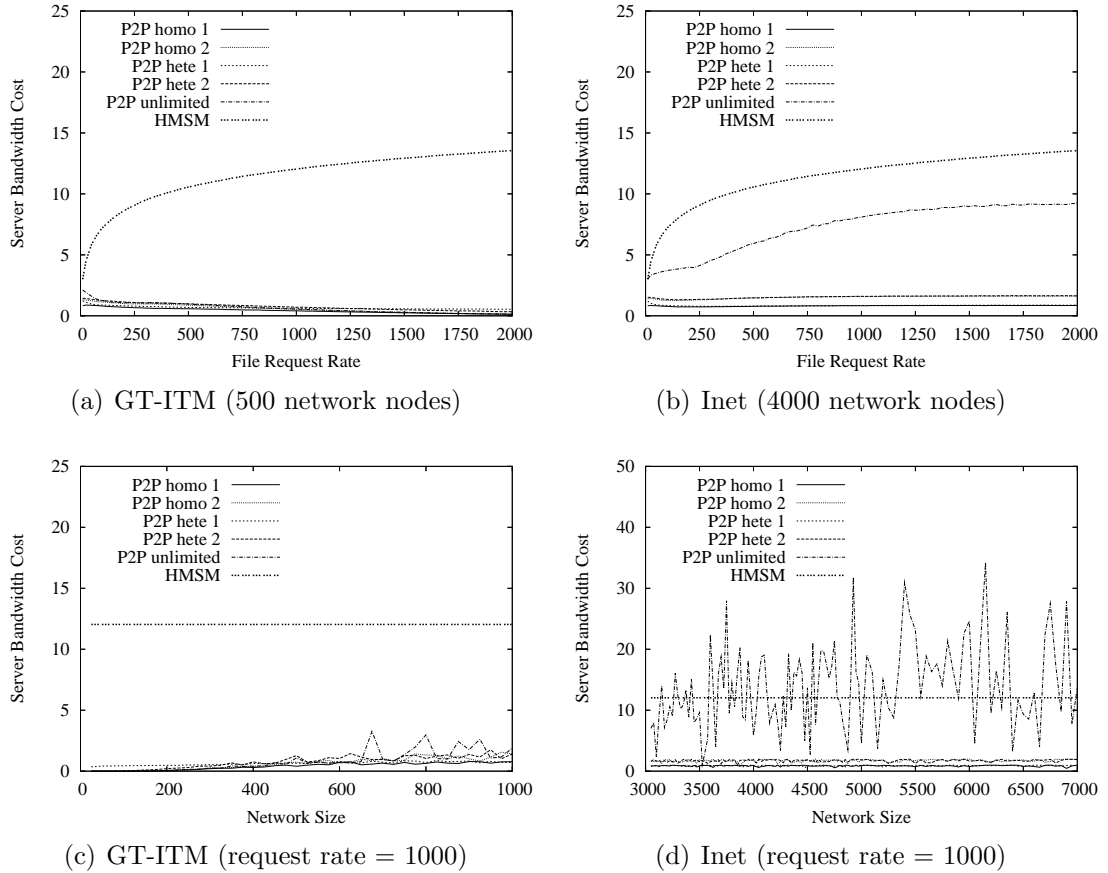 25
20
15
10
5
0
Server Bandwidth Cost
P2P homo 1
P2P homo 2
P2P hete 1
P2P hete 2
P2P unlimited
HMSM
0 250 500 750 1000 1250 1500 1750 2000
File Request Rate
(a) GT-ITM (500 network nodes)
25
20
15
10
5
0
Server Bandwidth Cost
P2P homo 1
P2P homo 2
P2P hete 1
P2P hete 2
P2P unlimited
HMSM
0 250 500 750 1000 1250 1500 1750 2000
File Request Rate
(b) Inet (4000 network nodes)
25
20
15
10
5
0
Server Bandwidth Cost
P2P homo 1
P2P homo 2
P2P hete 1
P2P hete 2
P2P unlimited
HMSM
0 200 400 600 800 1000
Network Size
(c) GT-ITM (request rate = 1000)
50
40
30
20
10
0
Server Bandwidth Cost
P2P homo 1
P2P homo 2
P2P hete 1
P2P hete 2
P2P unlimited
HMSM
3000 3500 4000 4500 5000 5500 6000 6500 7000
Network Size
(d) Inet (request rate = 1000)